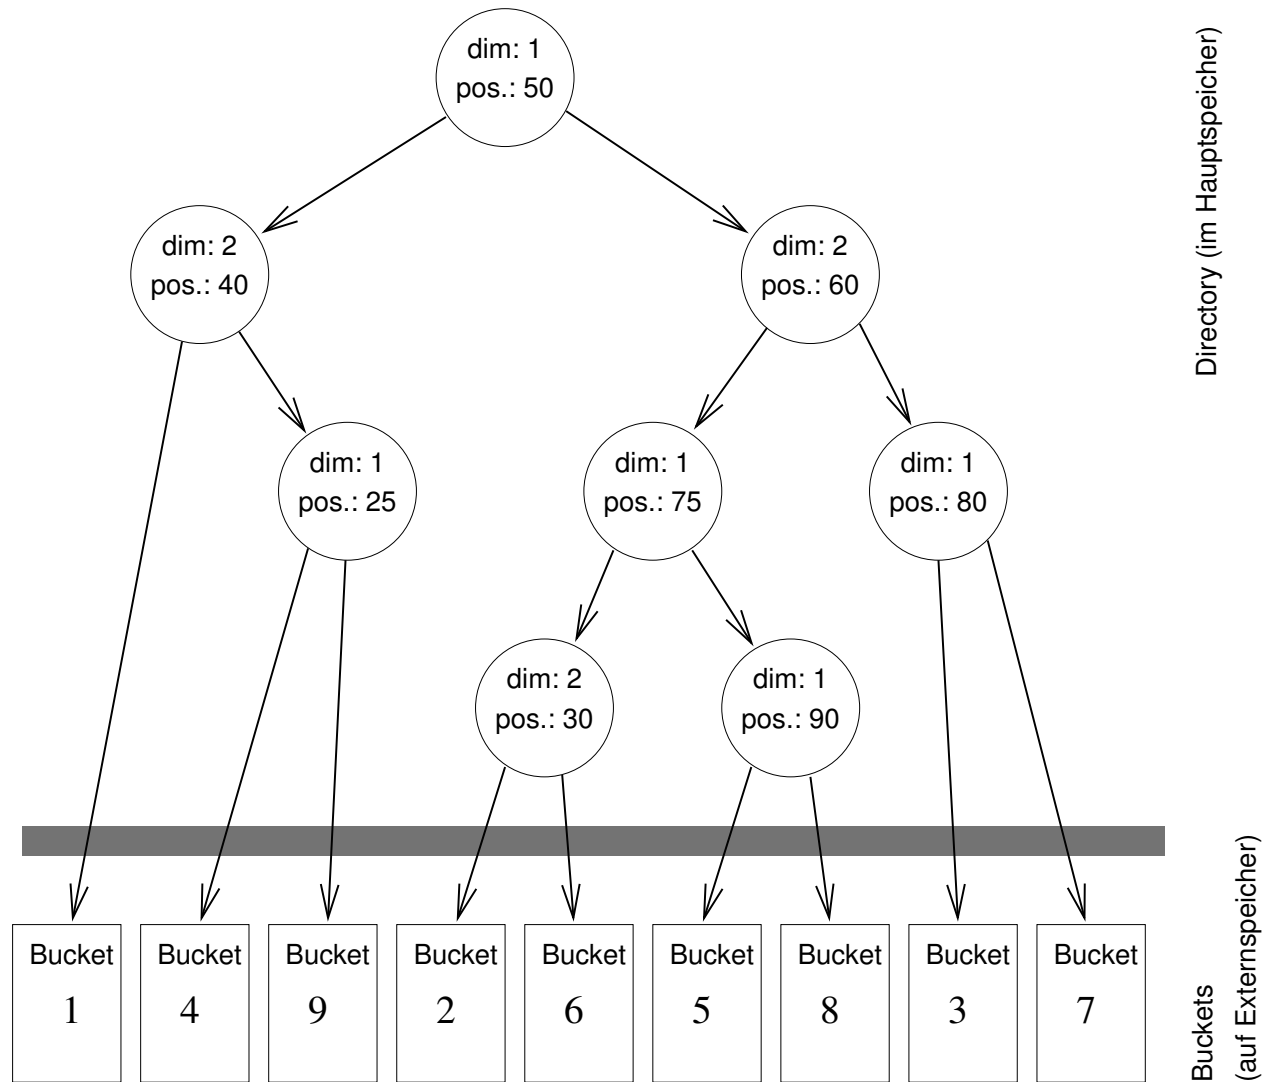 dim: 1
pos.: 50
dim: 2
pos.: 40
dim: 2
pos.: 60
dim: 1
pos.: 25
dim: 1
pos.: 75
dim: 1
pos.: 80
dim: 2
pos.: 30
dim: 1
pos.: 90
Bucket
1
Bucket
4
Bucket
9
Bucket
2
Bucket
6
Bucket
5
Bucket
8
Bucket
3
Bucket
7
Directory (im Hauptspeicher)
Buckets
(auf Externspeicher)